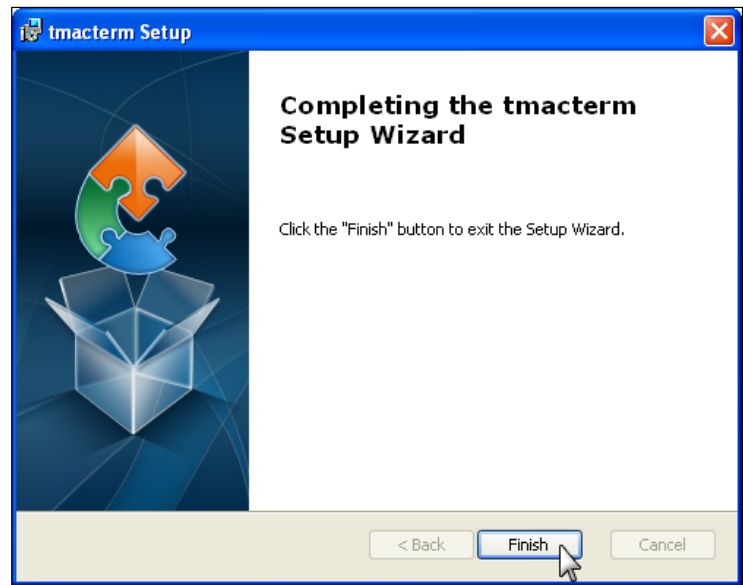 tmacterm Setup
Completing the tmacterm
Setup Wizard
Click the "Finish" button to exit the Setup Wizard.
< Back
Finish
Cancel